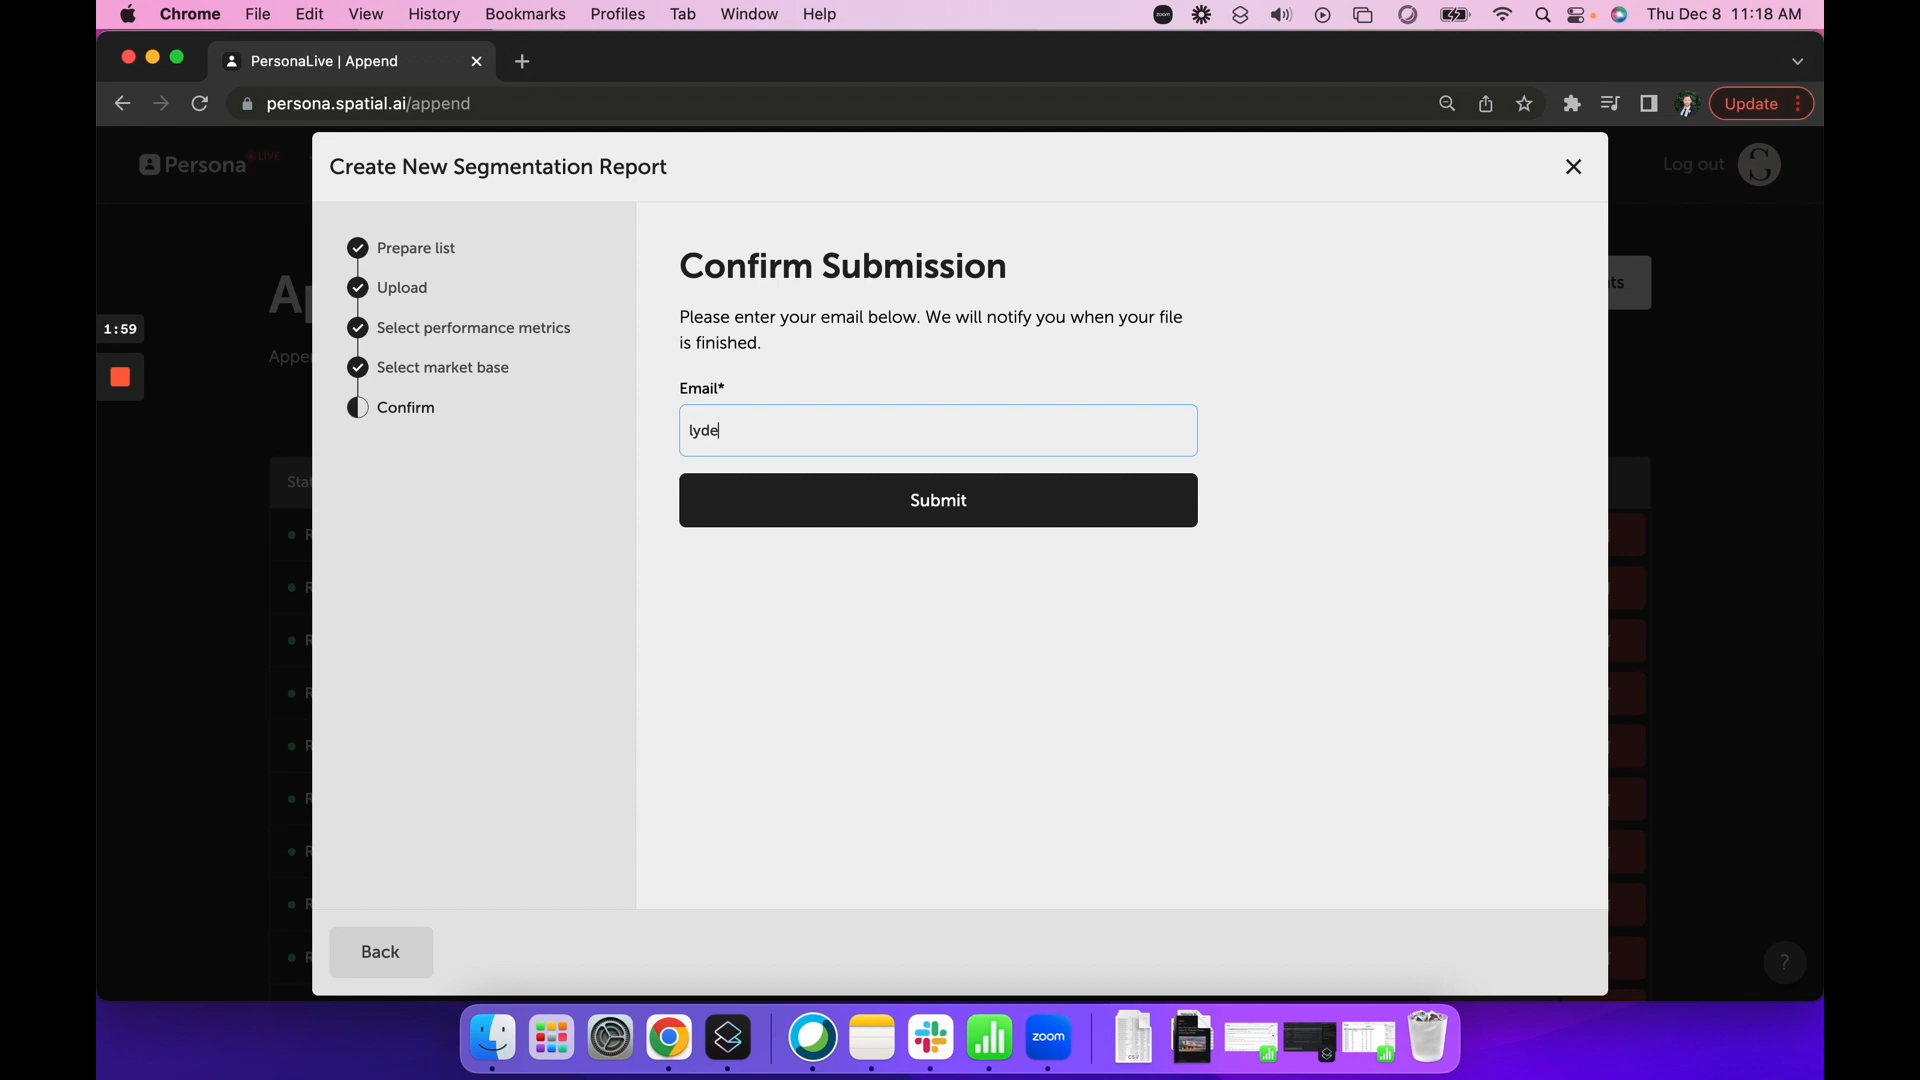 Chrome File Edit View History Bookmarks Profiles Tab Window Help
zoom
Thu Dec 8 11:18 AM
PersonaLive | Append
persona.spatial.ai/append
Update
Persona LIVE
Log out
Create New Segmentation Report
Prepare list
Upload
Select performance metrics
Select market base
Confirm
Confirm Submission
Please enter your email below. We will notify you when your file
is finished.
Email*
lyde
Submit
1:59
Back
?
zoom